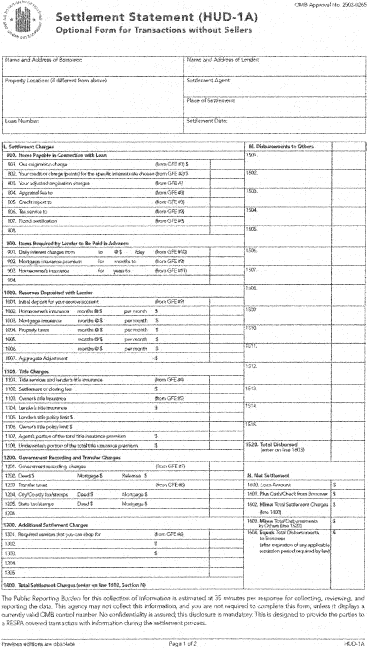 OMB Approval No. 2502-0265
Settlement Statement (HUD-1A)
Optional Form for Transactions without Sellers
Name and Address of Borrower:
Name and Address of Lender:
Property Location: (if different from above)
Settlement Agent:
Place of Settlement:
Loan Number:
Settlement Date:
L. Settlement Charges
M. Disbursements to Others
800. Items Payable in Connection with Loan
1501.
801. Our origination charge (from GFE #1) $
802. Your credit or charge (points) for the specific interest rate chosen (from GFE #2) $
1502.
803. Your adjusted origination charges (from GFE A)
804. Appraisal fee to (from GFE #3)
1503.
805. Credit report to (from GFE #3)
806. Tax service to (from GFE #3)
1504.
807. Flood certification (from GFE #3)
808.
1505.
900. Items Required by Lender to Be Paid in Advance
901. Daily interest charges from to @ $ /day (from GFE #10)
1506.
902. Mortgage insurance premium for months to (from GFE #3)
903. Homeowner's insurance for years to (from GFE #11)
1507.
904.
1000. Reserves Deposited with Lender
1508.
1001. Initial deposit for your escrow account (from GFE #9)
1002. Homeowner's insurance months @ $ per month $
1509.
1003. Mortgage insurance months @ $ per month $
1004. Property taxes months @ $ per month $
1510.
1005. months @ $ per month $
1006. months @ $ per month $
1511.
1007. Aggregate Adjustment -$
1100. Title Charges
1512.
1101. Title services and lender's title insurance (from GFE #4)
1102. Settlement or closing fee $
1513.
1103. Owner's title insurance (from GFE #5)
1104. Lender's title insurance $
1514.
1105. Lender's title policy limit $
1106. Owner's title policy limit $
1515.
1107. Agent's portion of the total title insurance premium $
1108. Underwriter's portion of the total title insurance premium $
1520. Total Disbursed
(enter on line 1603)
1200. Government Recording and Transfer Charges
1201. Government recording charges (from GFE #7)
N. Net Settlement
1202. Deed $ Mortgage $ Releases $
1600. Loan Amount $
1203. Transfer taxes (from GFE #8)
1601. Plus Cash/Check from Borrower $
1204. City/County tax/stamps Deed $ Mortgage $
1602. Minus Total Settlement Charges $
(line 1400)
1205. State tax/stamps Deed $ Mortgage $
1206.
1603. Minus Total Disbursements $
to Others (line 1520)
1300. Additional Settlement Charges
1604. Equals Total Disbursements $
to Borrower
(after expiration of any applicable
rescission period required by law)
1301. Required services that you can shop for (from GFE #6)
1302. $
1303. $
1304.
1305.
1400. Total Settlement Charges (enter on line 1602, Section N)
The Public Reporting Burden for this collection of information is estimated at 35 minutes per response for collecting, reviewing, and
reporting the data. This agency may not collect this information, and you are not required to complete this form, unless it displays a
currently valid OMB control number. No confidentiality is assured; this disclosure is mandatory. This is designed to provide the parties to
a RESPA covered transaction with information during the settlement process.
Previous editions are obsolete
Page 1 of 2
HUD-1A